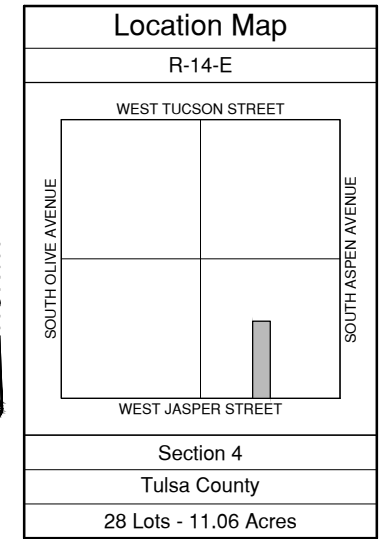 Location Map
R-14-E
WEST TUCSON STREET
SOUTH OLIVE AVENUE
SOUTH ASPEN AVENUE
WEST JASPER STREET
Section 4
Tulsa County
28 Lots - 11.06 Acres